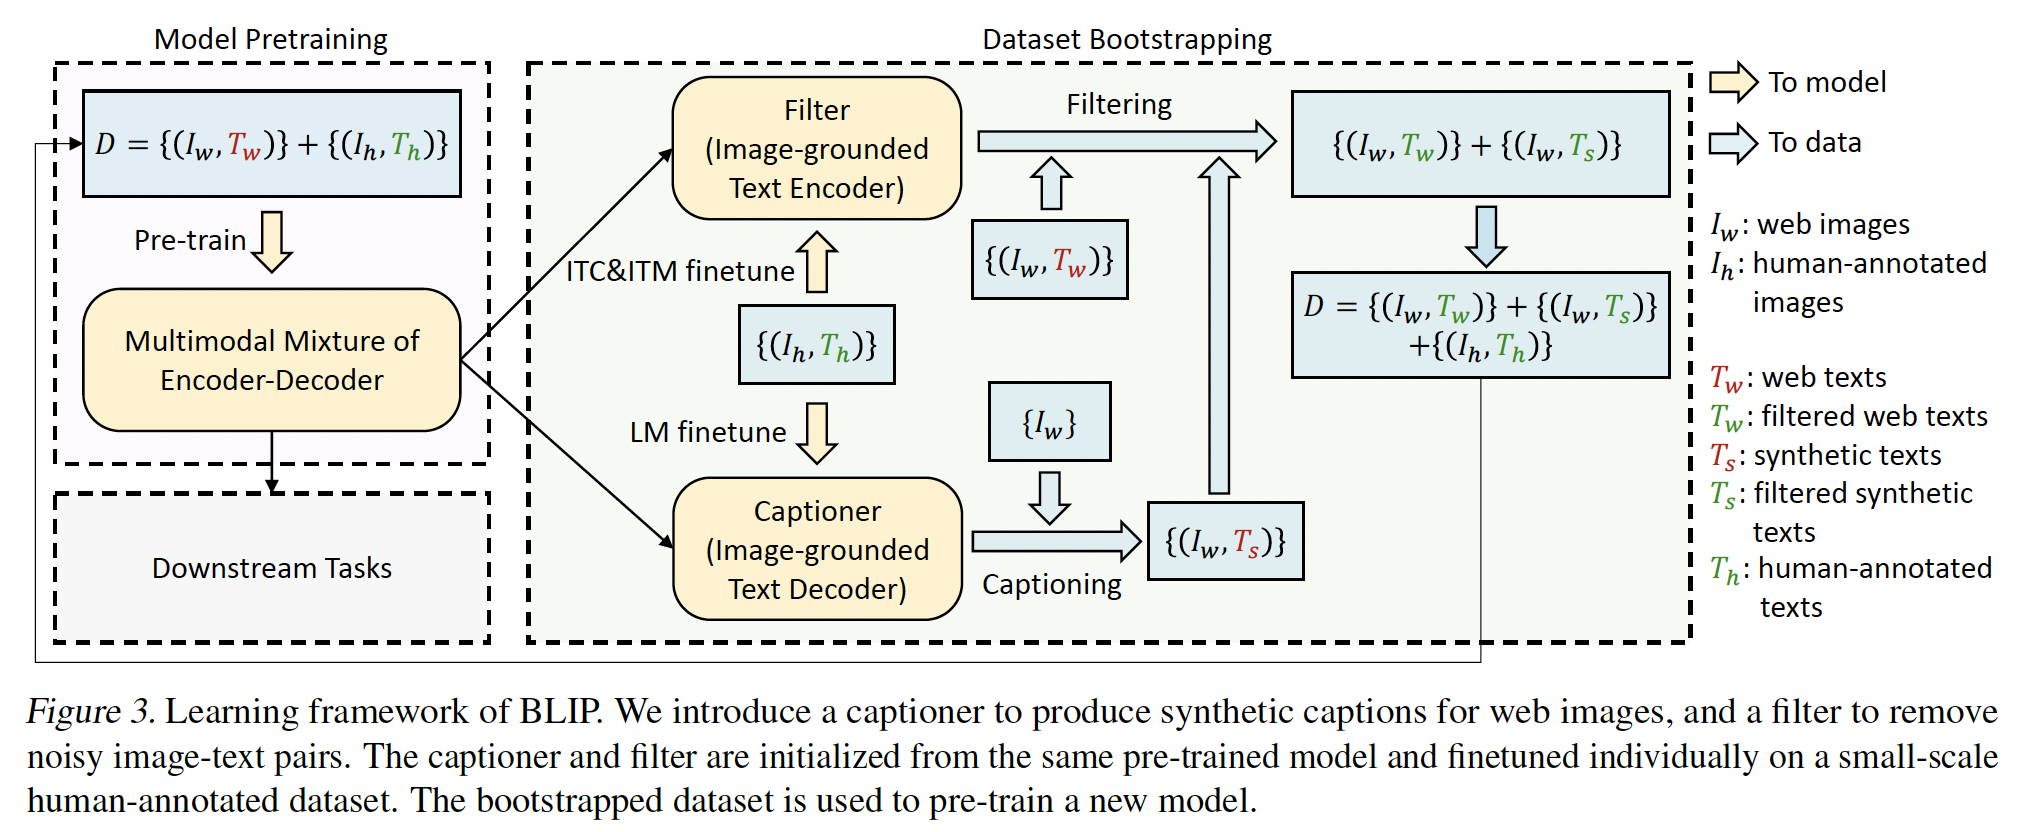 Model Pretraining
D = {(I_w, T_w)} + {(I_h, T_h)}
Pre-train
Multimodal Mixture of
Encoder-Decoder
Downstream Tasks
Dataset Bootstrapping
Filter
(Image-grounded
Text Encoder)
ITC&ITM finetune
{(I_h, T_h)}
LM finetune
Captioner
(Image-grounded
Text Decoder)
Filtering
{(I_w, T_w)}
{I_w}
Captioning
{(I_w, T_s)}
{(I_w, T_w)} + {(I_w, T_s)}
D = {(I_w, T_w)} + {(I_w, T_s)}
+{(I_h, T_h)}
To model
To data
I_w: web images
I_h: human-annotated
images
T_w: web texts
T_w: filtered web texts
T_s: synthetic texts
T_s: filtered synthetic
texts
T_h: human-annotated
texts
Figure 3. Learning framework of BLIP. We introduce a captioner to produce synthetic captions for web images, and a filter to remove
noisy image-text pairs. The captioner and filter are initialized from the same pre-trained model and finetuned individually on a small-scale
human-annotated dataset. The bootstrapped dataset is used to pre-train a new model.